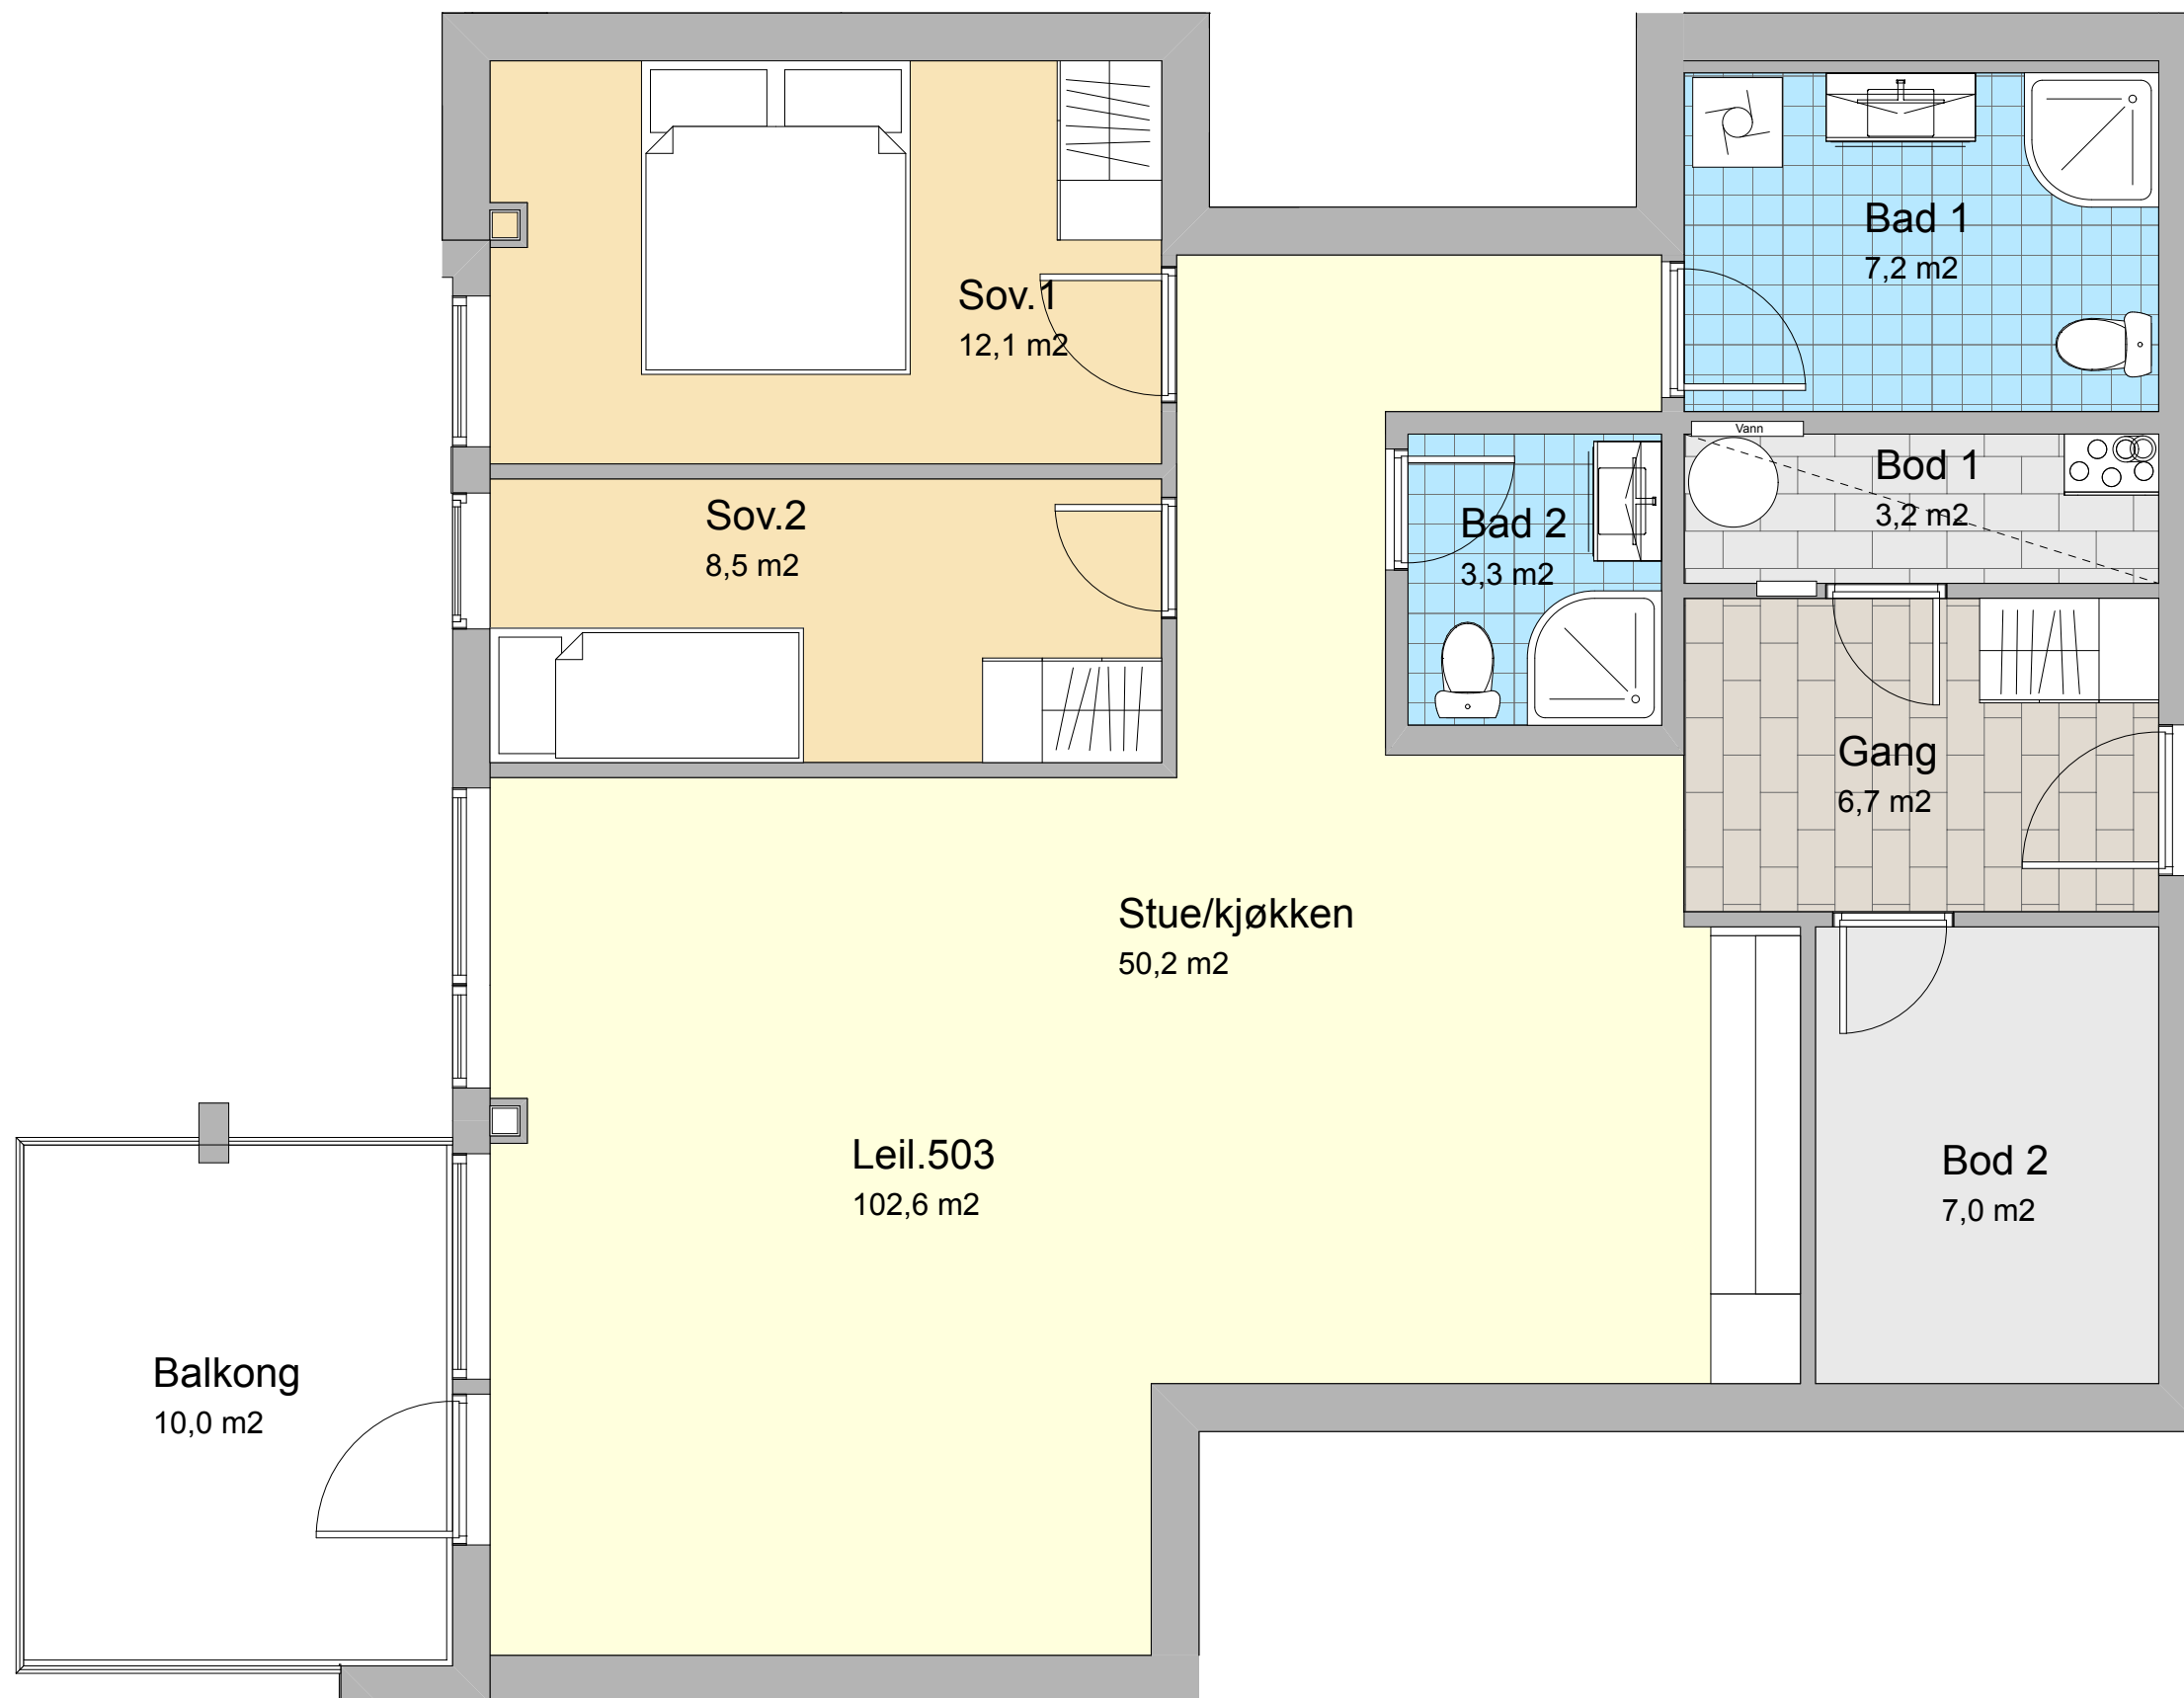 Bad 1
7,2 m2
Sov.1
12,1 m2
Vann
Bod 1
3,2 m2
Sov.2
8,5 m2
Bad 2
3,3 m2
Gang
6,7 m2
Stue/kjøkken
50,2 m2
Leil.503
102,6 m2
Bod 2
7,0 m2
Balkong
10,0 m2